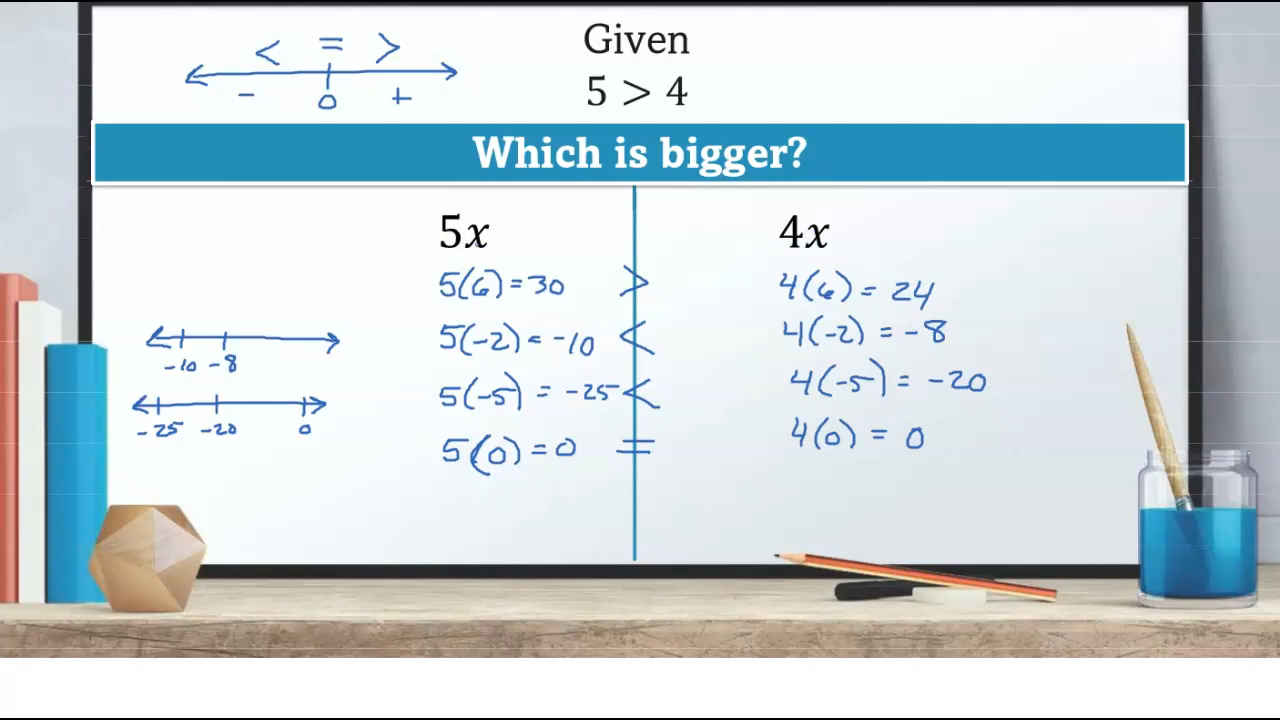 < = >
- 0 +
Given
5 > 4
Which is bigger?
5x 4x
5(6) = 30 > 4(6) = 24
5(-2) = -10 < 4(-2) = -8
-10 -8
5(-5) = -25 < 4(-5) = -20
-25 -20 0
5(0) = 0 = 4(0) = 0